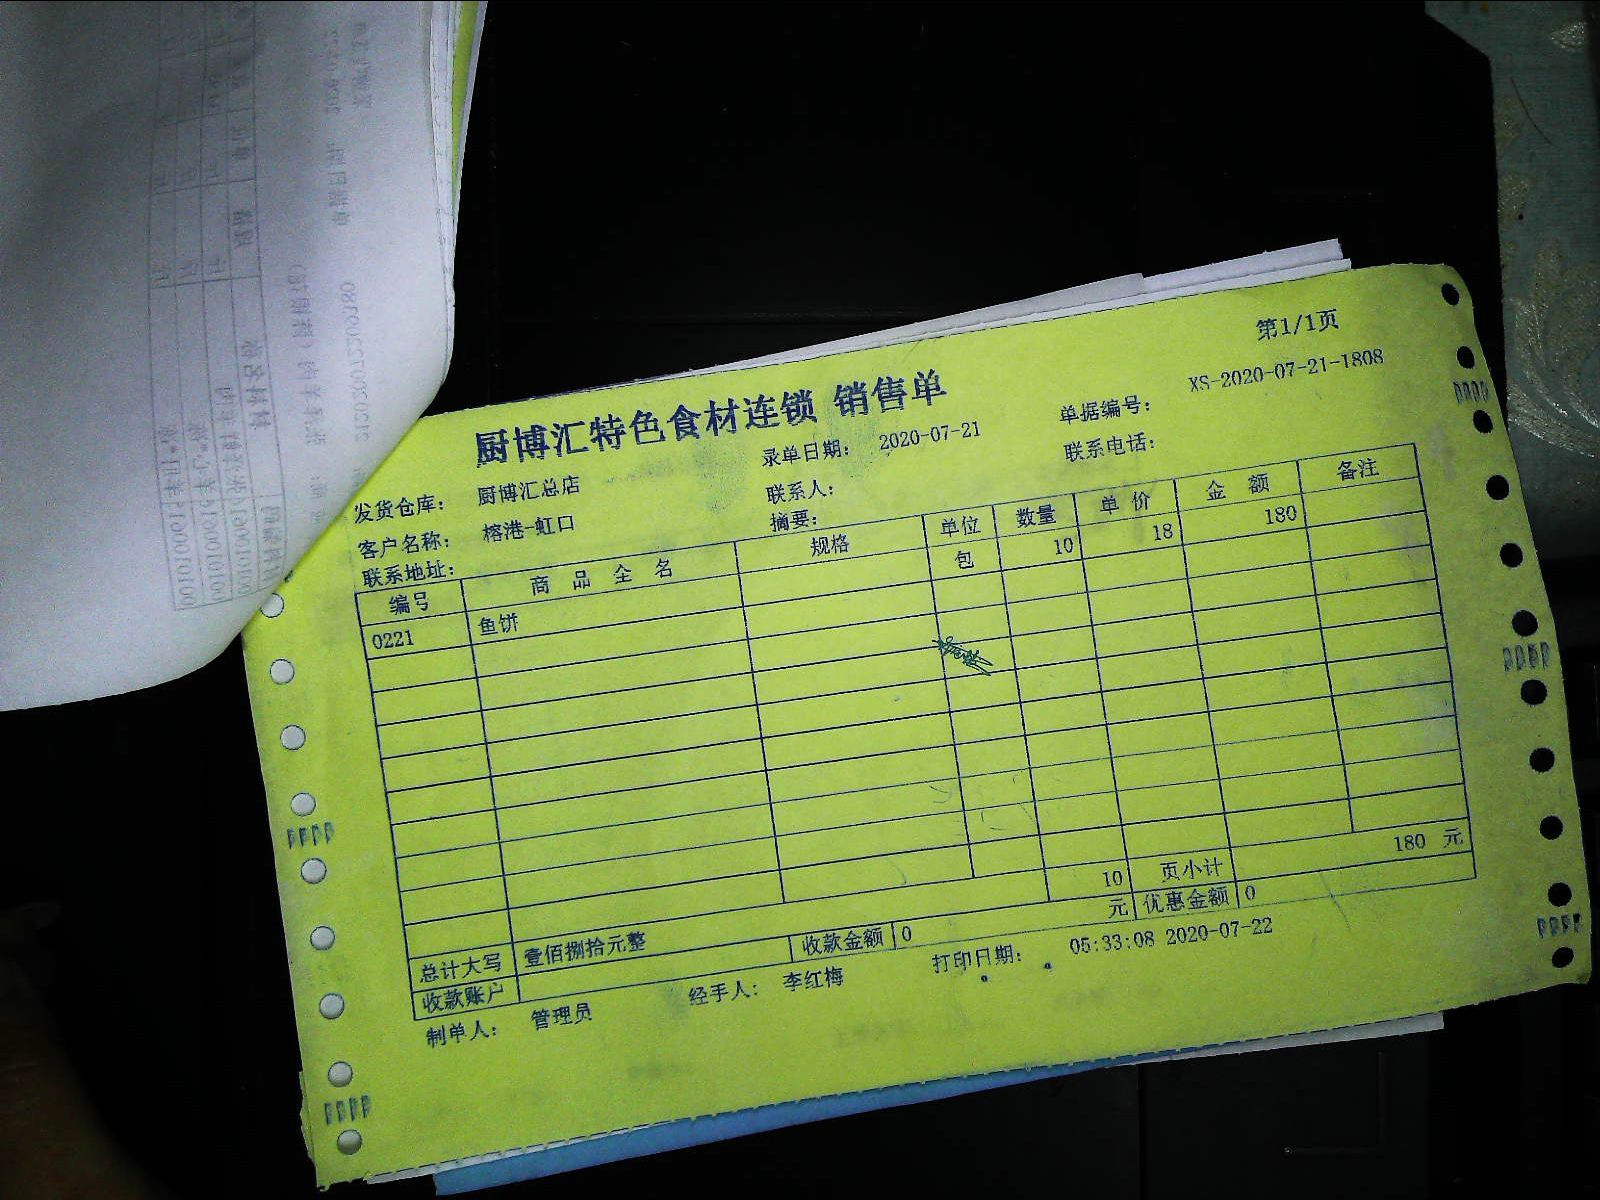 第1/1页
厨博汇特色食材连锁 销售单
XS-2020-07-21-1808
录单日期: 2020-07-21 单据编号:
发货仓库: 厨博汇总店 联系人: 联系电话:
客户名称: 榕港-虹口 摘要:
联系地址:
编号 商品全名 规格 单位 数量 单价 金额 备注
0221 鱼饼 包 10 18 180
10 页小计 180 元
总计大写 壹佰捌拾元整 收款金额 0 元 优惠金额 0
收款账户
制单人: 管理员 经手人: 李红梅 打印日期: 05:33:08 2020-07-22